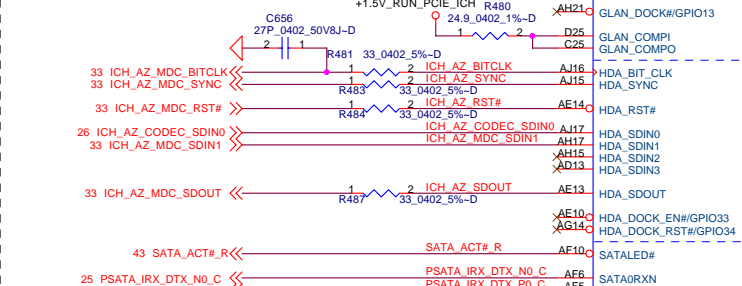 +1.5V_RUN_PCIE_ICH R480 AH21 GLAN_DOCK#/GPIO13
C656 24.9_0402_1%~D
27P_0402_50V8J~D 1 2 D25 GLAN_COMPI
2 1 C25 GLAN_COMPO
R481 33_0402_5%~D
33 ICH_AZ_MDC_BITCLK 1 2 ICH_AZ_BITCLK AJ16 HDA_BIT_CLK
33 ICH_AZ_MDC_SYNC 1 2 ICH_AZ_SYNC AJ15 HDA_SYNC
R483 33_0402_5%~D
33 ICH_AZ_MDC_RST# 1 2 ICH_AZ_RST# AE14 HDA_RST#
R484 33_0402_5%~D
26 ICH_AZ_CODEC_SDIN0 ICH_AZ_CODEC_SDIN0 AJ17 HDA_SDIN0
33 ICH_AZ_MDC_SDIN1 ICH_AZ_MDC_SDIN1 AH17 HDA_SDIN1
AH15 HDA_SDIN2
AD13 HDA_SDIN3
33 ICH_AZ_MDC_SDOUT 1 2 ICH_AZ_SDOUT AE13 HDA_SDOUT
R487 33_0402_5%~D
AE10 HDA_DOCK_EN#/GPIO33
AG14 HDA_DOCK_RST#/GPIO34
43 SATA_ACT#_R SATA_ACT#_R AF10 SATALED#
25 PSATA_IRX_DTX_N0_C PSATA_IRX_DTX_N0_C AF6 SATA0RXN
PSATA_IRX_DTX_P0_C AF5